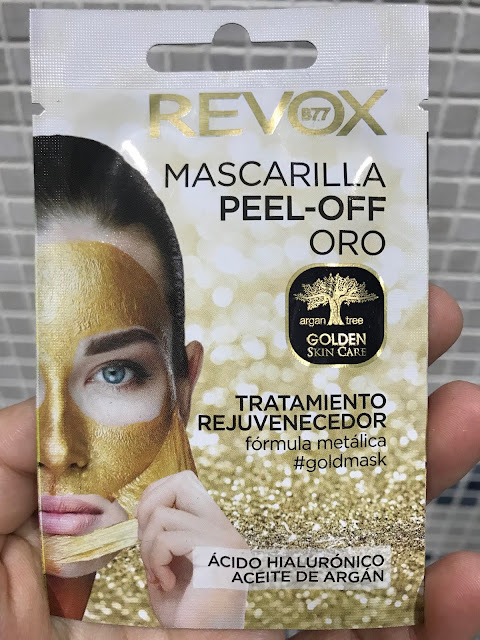 REVOX
B77
MASCARILLA
PEEL-OFF
ORO
argan tree
GOLDEN
SKIN CARE
TRATAMIENTO
REJUVENECEDOR
fórmula metálica
#goldmask
ÁCIDO HIALURÓNICO
ACEITE DE ARGÁN